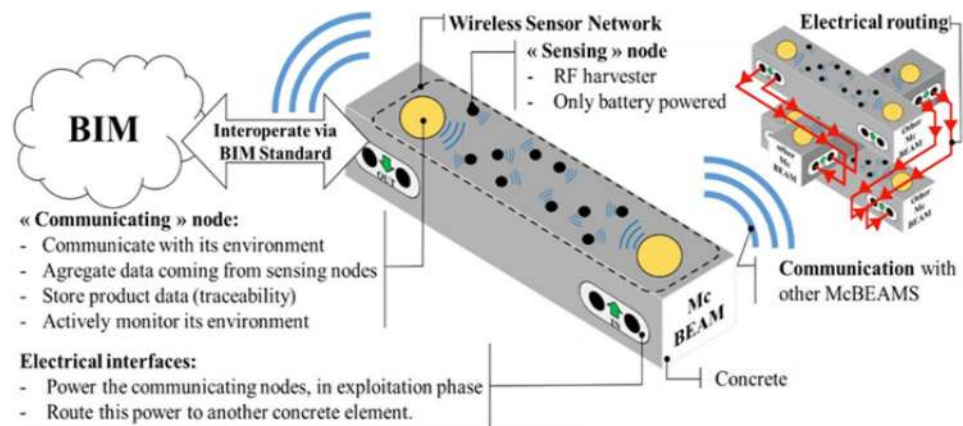 Wireless Sensor Network
« Sensing » node
- RF harvester
- Only battery powered
Electrical routing
BIM
Interoperate via
BIM Standard
OUT
« Communicating » node:
- Communicate with its environment
- Agregate data coming from sensing nodes
- Store product data (traceability)
- Actively monitor its environment
Electrical interfaces:
- Power the communicating nodes, in exploitation phase
- Route this power to another concrete element.
IN
Mc
BEAM
Concrete
Communication with
other McBEAMS
Other
Mc
BEAM
other
Mc
BEAM
Other
Mc
BEAM